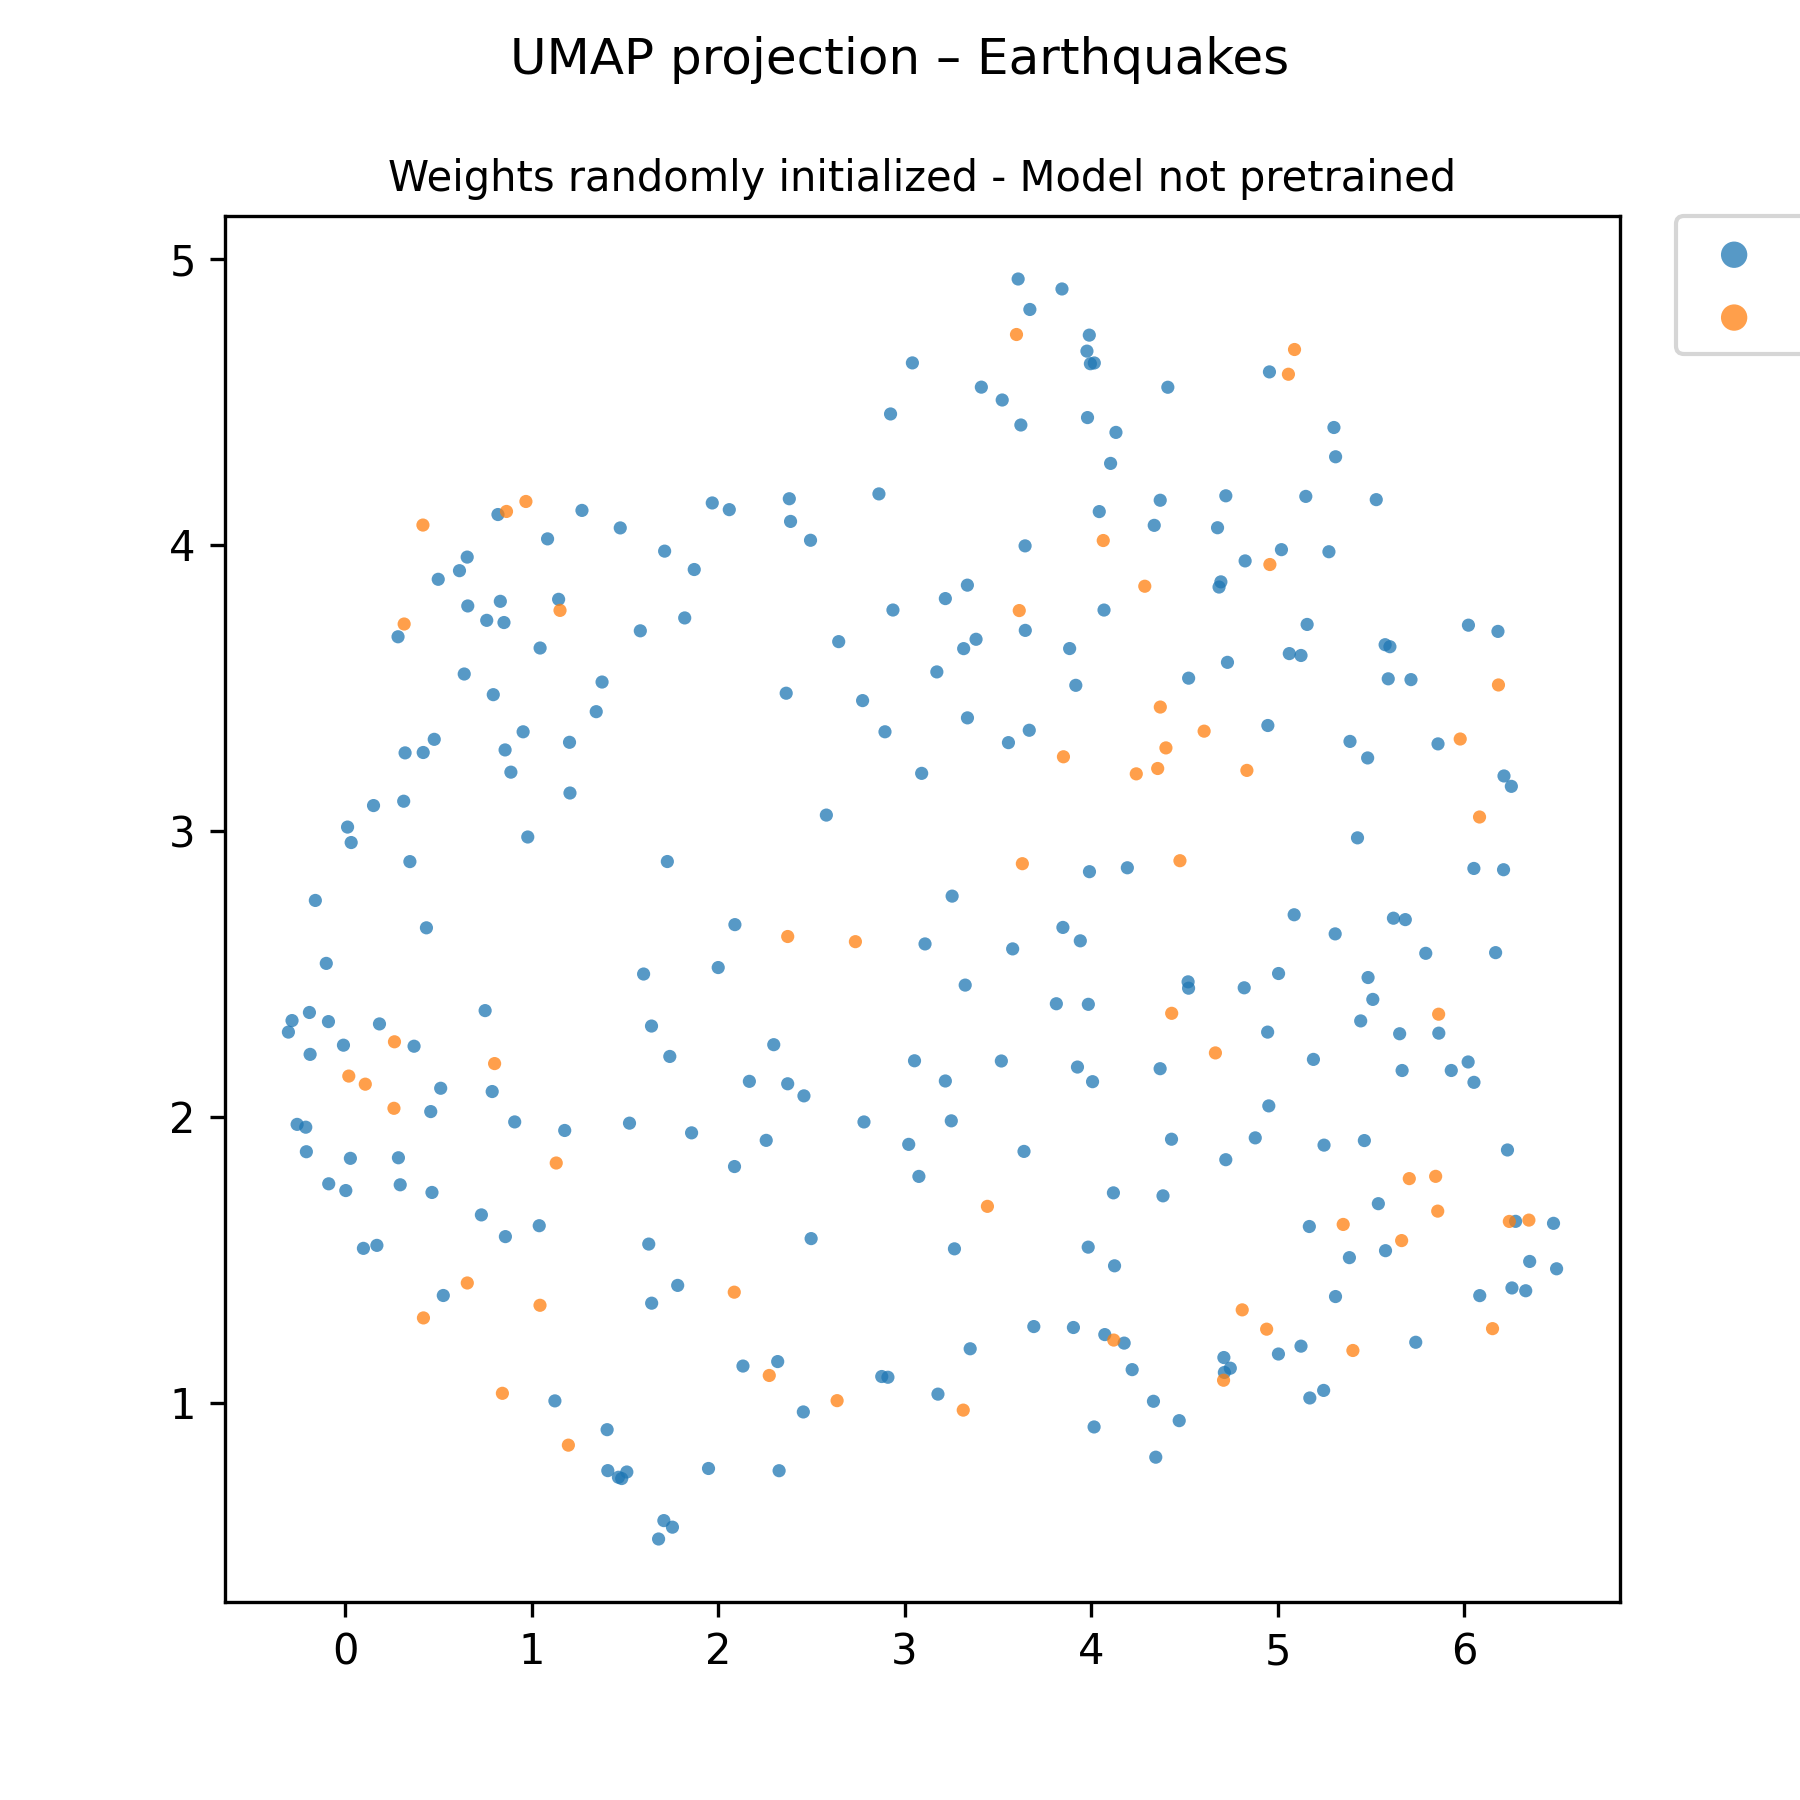 UMAP projection – Earthquakes
Weights randomly initialized - Model not pretrained
5
4
3
2
1
0 1 2 3 4 5 6